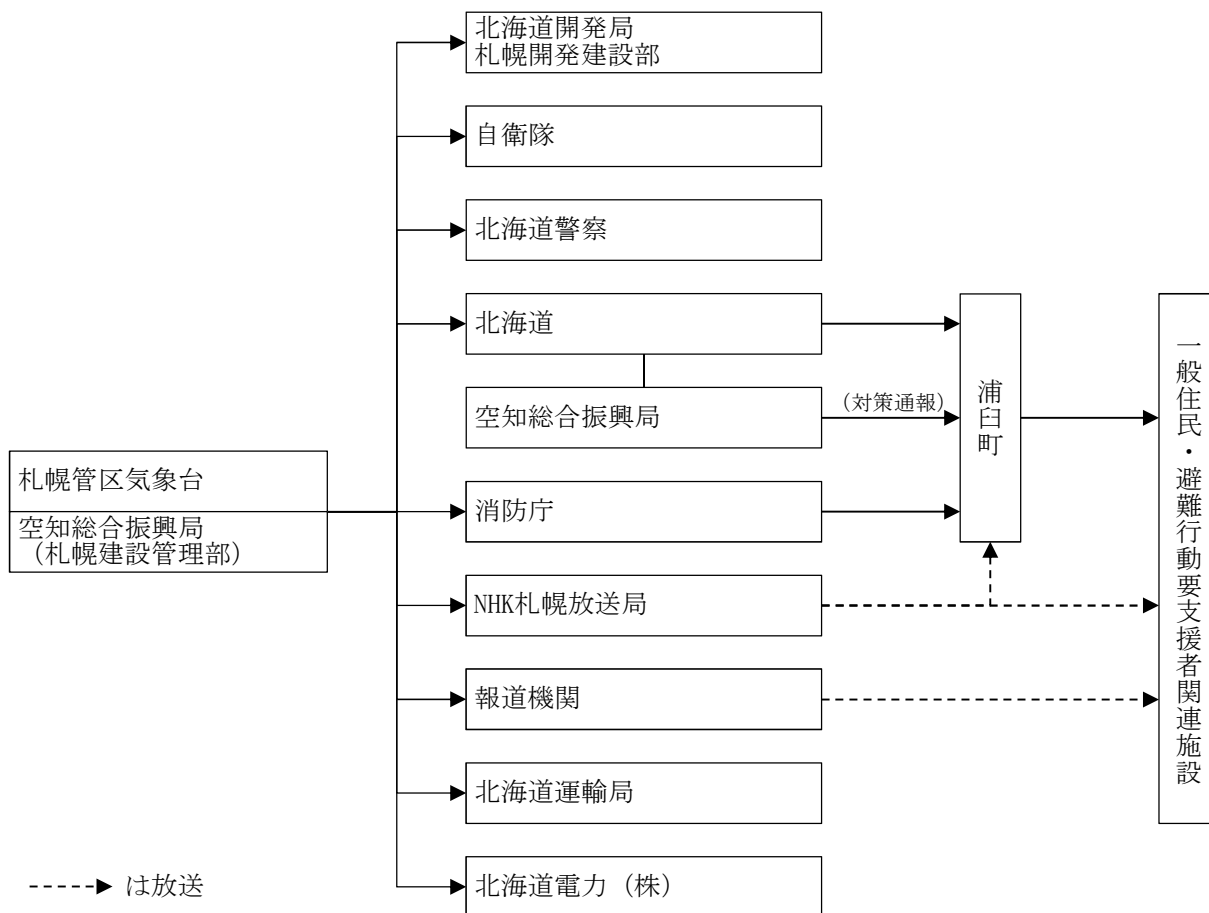 北海道開発局
札幌開発建設部
自衛隊
北海道警察
北海道
空知総合振興局
(対策通報)
浦臼町
一般住民・避難行動要支援者関連施設
札幌管区気象台
空知総合振興局
(札幌建設管理部)
消防庁
NHK札幌放送局
報道機関
北海道運輸局
北海道電力(株)
は放送